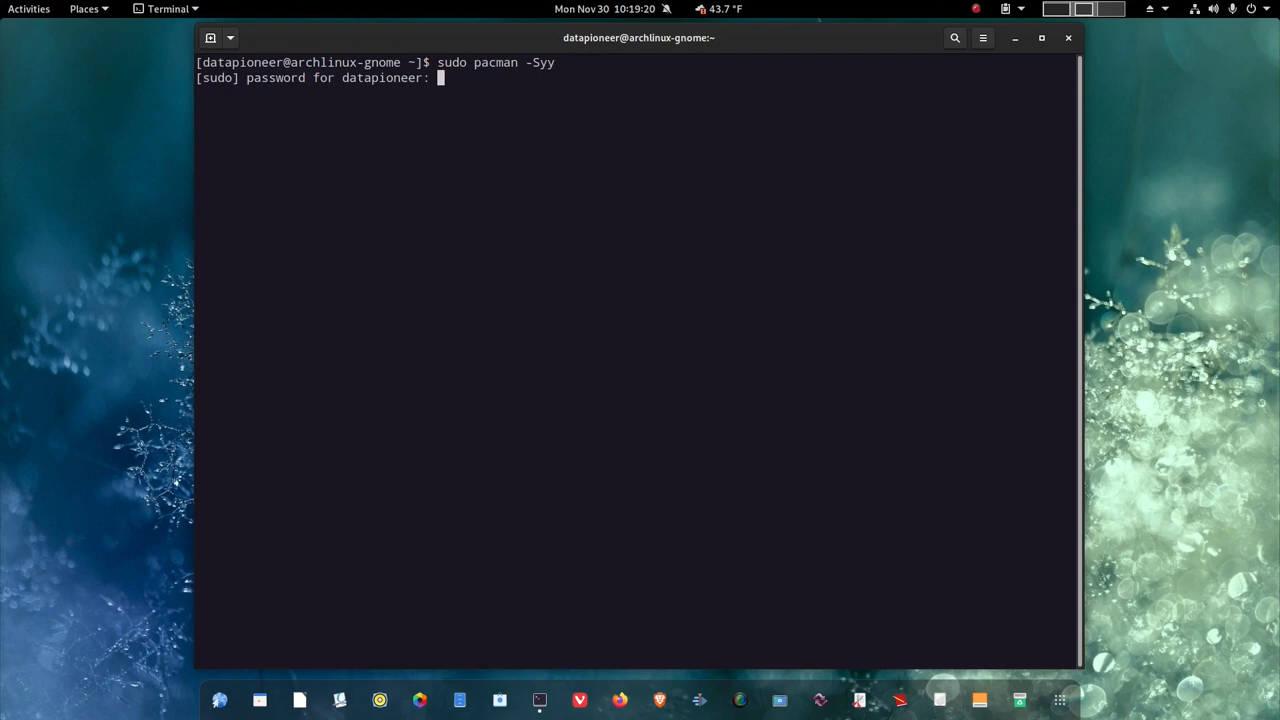 Activities Places Terminal Mon Nov 30 10:19:20 43.7 °F
datapioneer@archlinux-gnome:~
[datapioneer@archlinux-gnome ~]$ sudo pacman -Syy
[sudo] password for datapioneer: